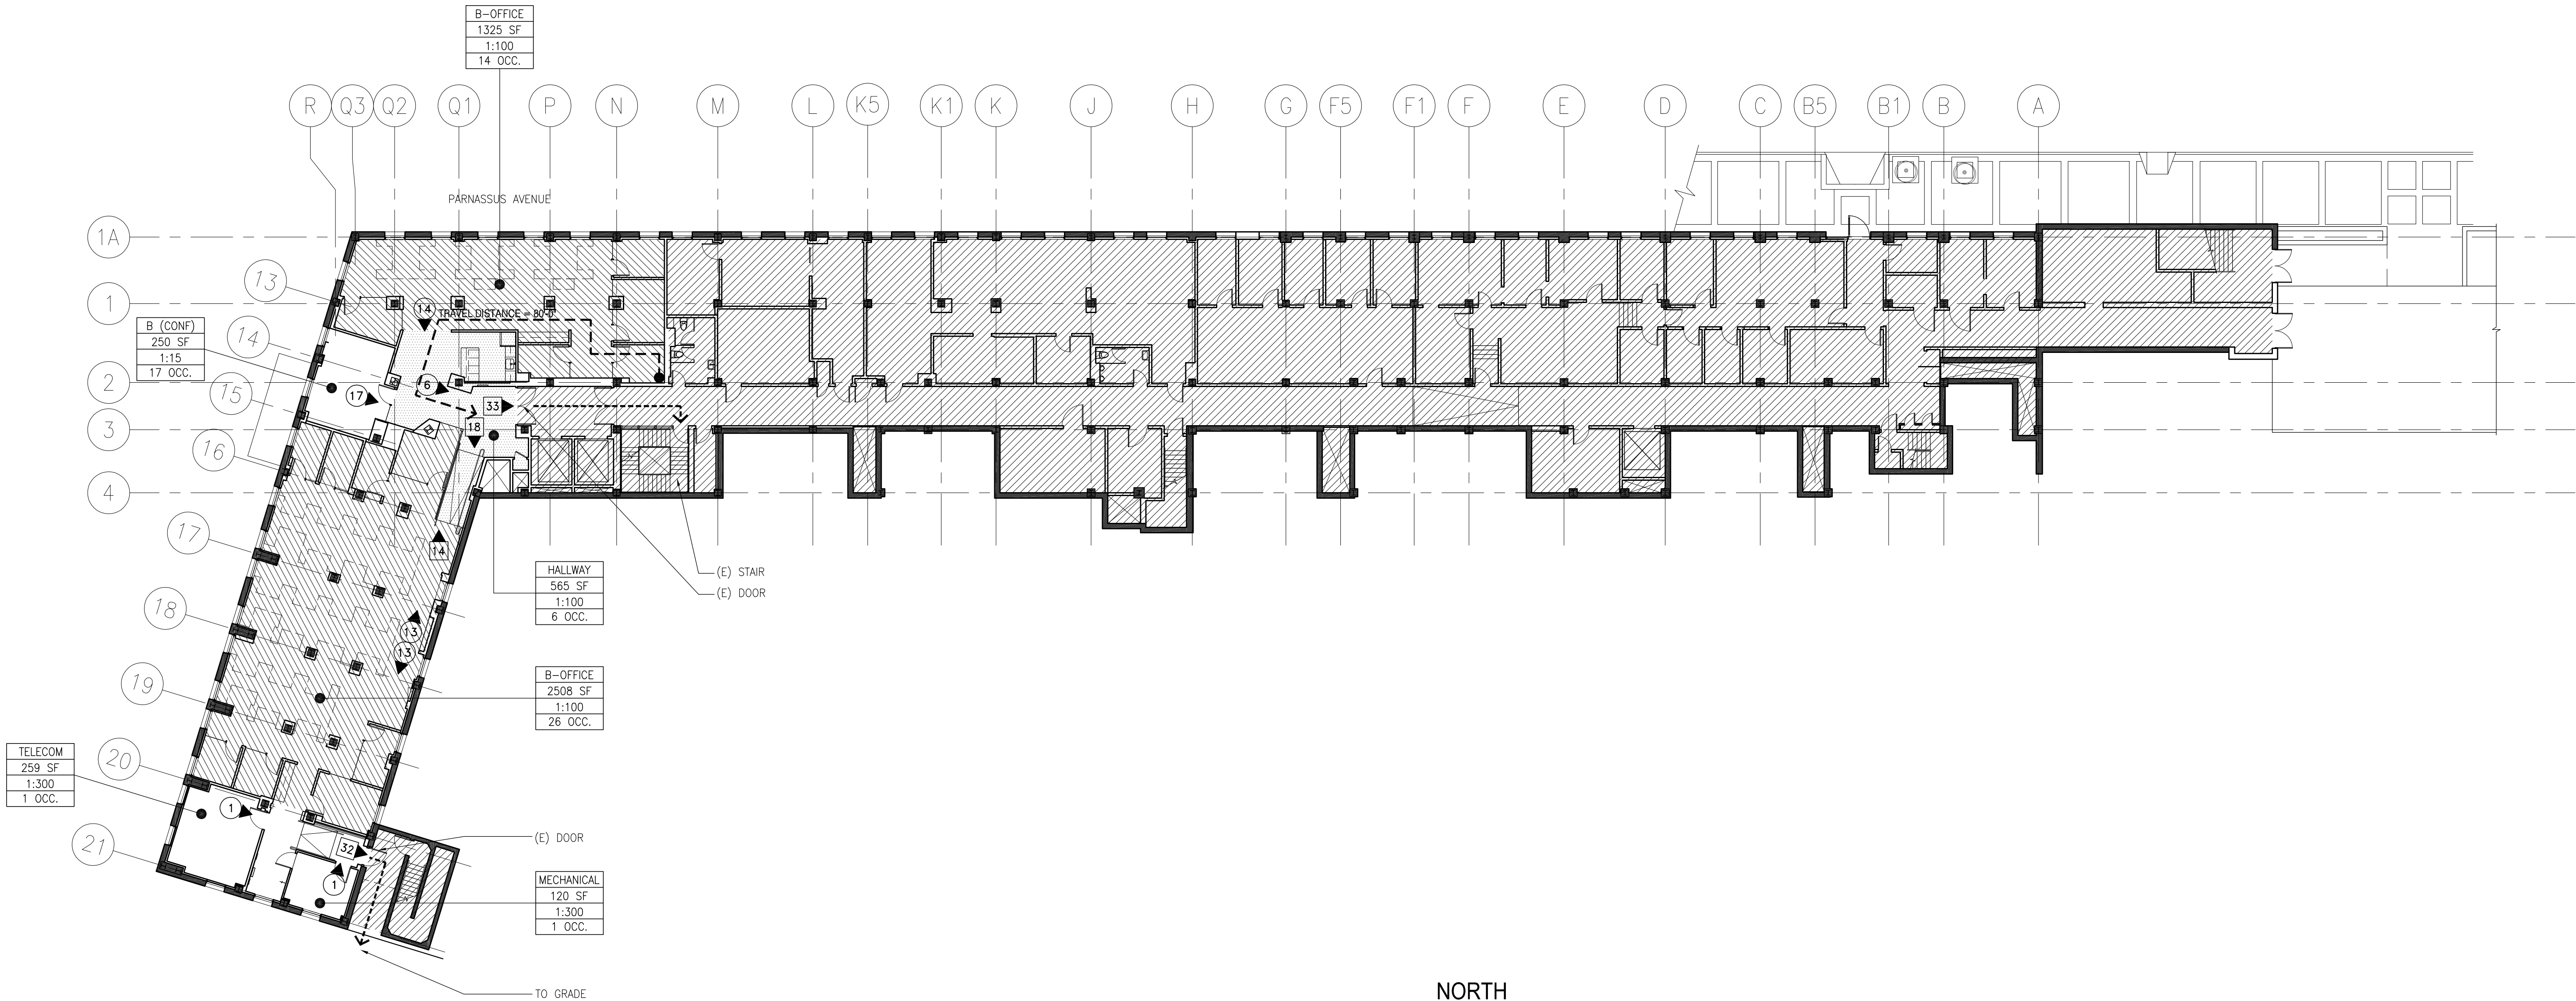 B-OFFICE
1325 SF
1:100
14 OCC.
R Q3 Q2 Q1 P N M L K5 K1 K J H G F5 F1 F E D C B5 B1 B A
PARNASSUS AVENUE
1A
13
1
14
TRAVEL DISTANCE = 80'-0"
B (CONF)
250 SF
1:15
17 OCC.
14
2
6
17
15
33
18
3
16
4
17
14
HALLWAY
565 SF
1:100
6 OCC.
(E) STAIR
(E) DOOR
18
13
13
B-OFFICE
2508 SF
1:100
26 OCC.
19
TELECOM
259 SF
1:300
1 OCC.
20
1
21
(E) DOOR
32
1
MECHANICAL
120 SF
1:300
1 OCC.
TO GRADE
NORTH